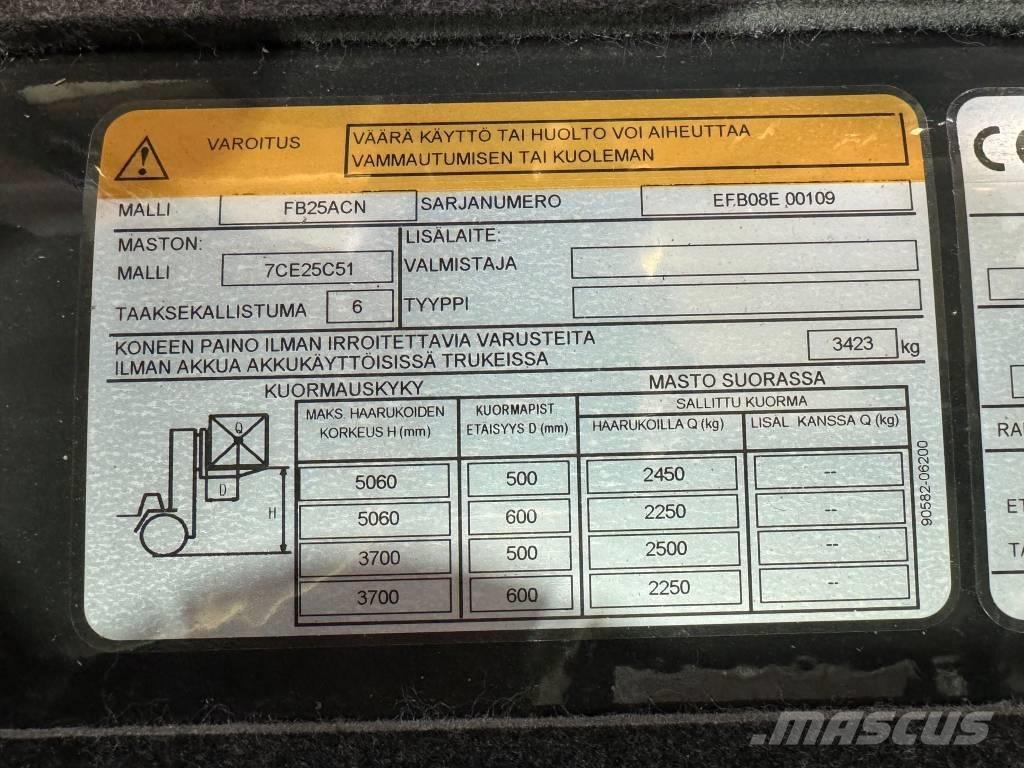 VAROITUS
VÄÄRÄ KÄYTTÖ TAI HUOLTO VOI AIHEUTTAA
VAMMAUTUMISEN TAI KUOLEMAN
MALLI FB25ACN SARJANUMERO EFB08E 00109
MASTON: LISÄLAITE:
MALLI 7CE25C51 VALMISTAJA
TAAKSEKALLISTUMA 6 TYYPPI
KONEEN PAINO ILMAN IRROITETTAVIA VARUSTEITA
ILMAN AKKUA AKKUKÄYTTÖISISSÄ TRUKEISSA 3423 kg
KUORMAUSKYKY MASTO SUORASSA
MAKS. HAARUKOIDEN KORKEUS H (mm) KUORMAPIST ETÄISYYS D (mm) SALLITTU KUORMA
HAARUKOILLA Q (kg) LISÄL. KANSSA Q (kg)
5060 500 2450 --
5060 600 2250 --
3700 500 2500 --
3700 600 2250 --
Q
D
H
90582-06200
CE
MASCUS